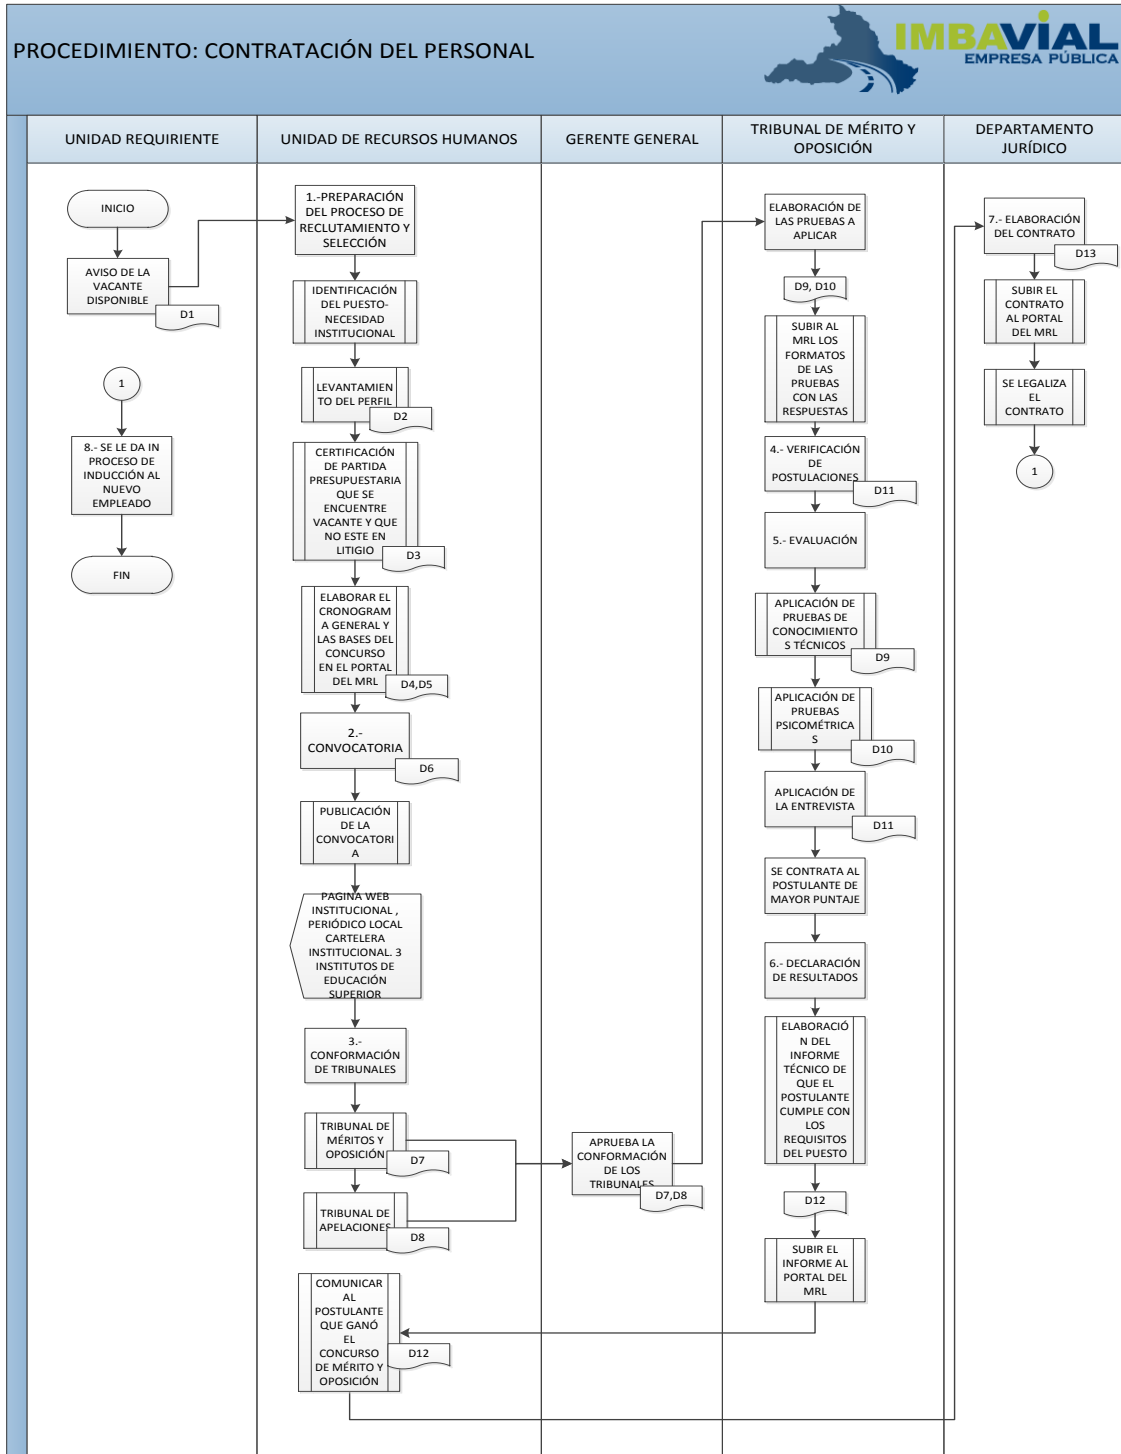 PROCEDIMIENTO: CONTRATACIÓN DEL PERSONAL
IMBAVIAL
EMPRESA PÚBLICA
UNIDAD REQUIRIENTE
UNIDAD DE RECURSOS HUMANOS
GERENTE GENERAL
TRIBUNAL DE MÉRITO Y
OPOSICIÓN
DEPARTAMENTO
JURÍDICO
INICIO
AVISO DE LA
VACANTE
DISPONIBLE
D1
1
8.- SE LE DA IN
PROCESO DE
INDUCCIÓN AL
NUEVO
EMPLEADO
FIN
1.-PREPARACIÓN
DEL PROCESO DE
RECLUTAMIENTO Y
SELECCIÓN
IDENTIFICACIÓN
DEL PUESTO-
NECESIDAD
INSTITUCIONAL
LEVANTAMIEN
TO DEL PERFIL
D2
CERTIFICACIÓN
DE PARTIDA
PRESUPUESTARIA
QUE SE
ENCUENTRE
VACANTE Y QUE
NO ESTE EN
LITIGIO
D3
ELABORAR EL
CRONOGRAM
A GENERAL Y
LAS BASES DEL
CONCURSO
EN EL PORTAL
DEL MRL
D4,D5
2.-
CONVOCATORIA
D6
PUBLICACIÓN
DE LA
CONVOCATORI
A
PAGINA WEB
INSTITUCIONAL ,
PERIÓDICO LOCAL
CARTELERA
INSTITUCIONAL. 3
INSTITUTOS DE
EDUCACIÓN
SUPERIOR
3.-
CONFORMACIÓN
DE TRIBUNALES
TRIBUNAL DE
MÉRITOS Y
OPOSICIÓN
D7
TRIBUNAL DE
APELACIONES
D8
COMUNICAR
AL
POSTULANTE
QUE GANÓ
EL
CONCURSO
DE MÉRITO Y
OPOSICIÓN
D12
APRUEBA LA
CONFORMACIÓN
DE LOS
TRIBUNALES
D7,D8
ELABORACIÓN DE
LAS PRUEBAS A
APLICAR
D9, D10
SUBIR AL
MRL LOS
FORMATOS
DE LAS
PRUEBAS
CON LAS
RESPUESTAS
4.- VERIFICACIÓN
DE
POSTULACIONES
D11
5.- EVALUACIÓN
APLICACIÓN DE
PRUEBAS DE
CONOCIMIENTO
S TÉCNICOS
D9
APLICACIÓN DE
PRUEBAS
PSICOMÉTRICA
S
D10
APLICACIÓN DE
LA ENTREVISTA
D11
SE CONTRATA AL
POSTULANTE DE
MAYOR PUNTAJE
6.- DECLARACIÓN
DE RESULTADOS
ELABORACIÓ
N DEL
INFORME
TÉCNICO DE
QUE EL
POSTULANTE
CUMPLE CON
LOS
REQUISITOS
DEL PUESTO
D12
SUBIR EL
INFORME AL
PORTAL DEL
MRL
7.- ELABORACIÓN
DEL CONTRATO
D13
SUBIR EL
CONTRATO
AL PORTAL
DEL MRL
SE LEGALIZA
EL
CONTRATO
1